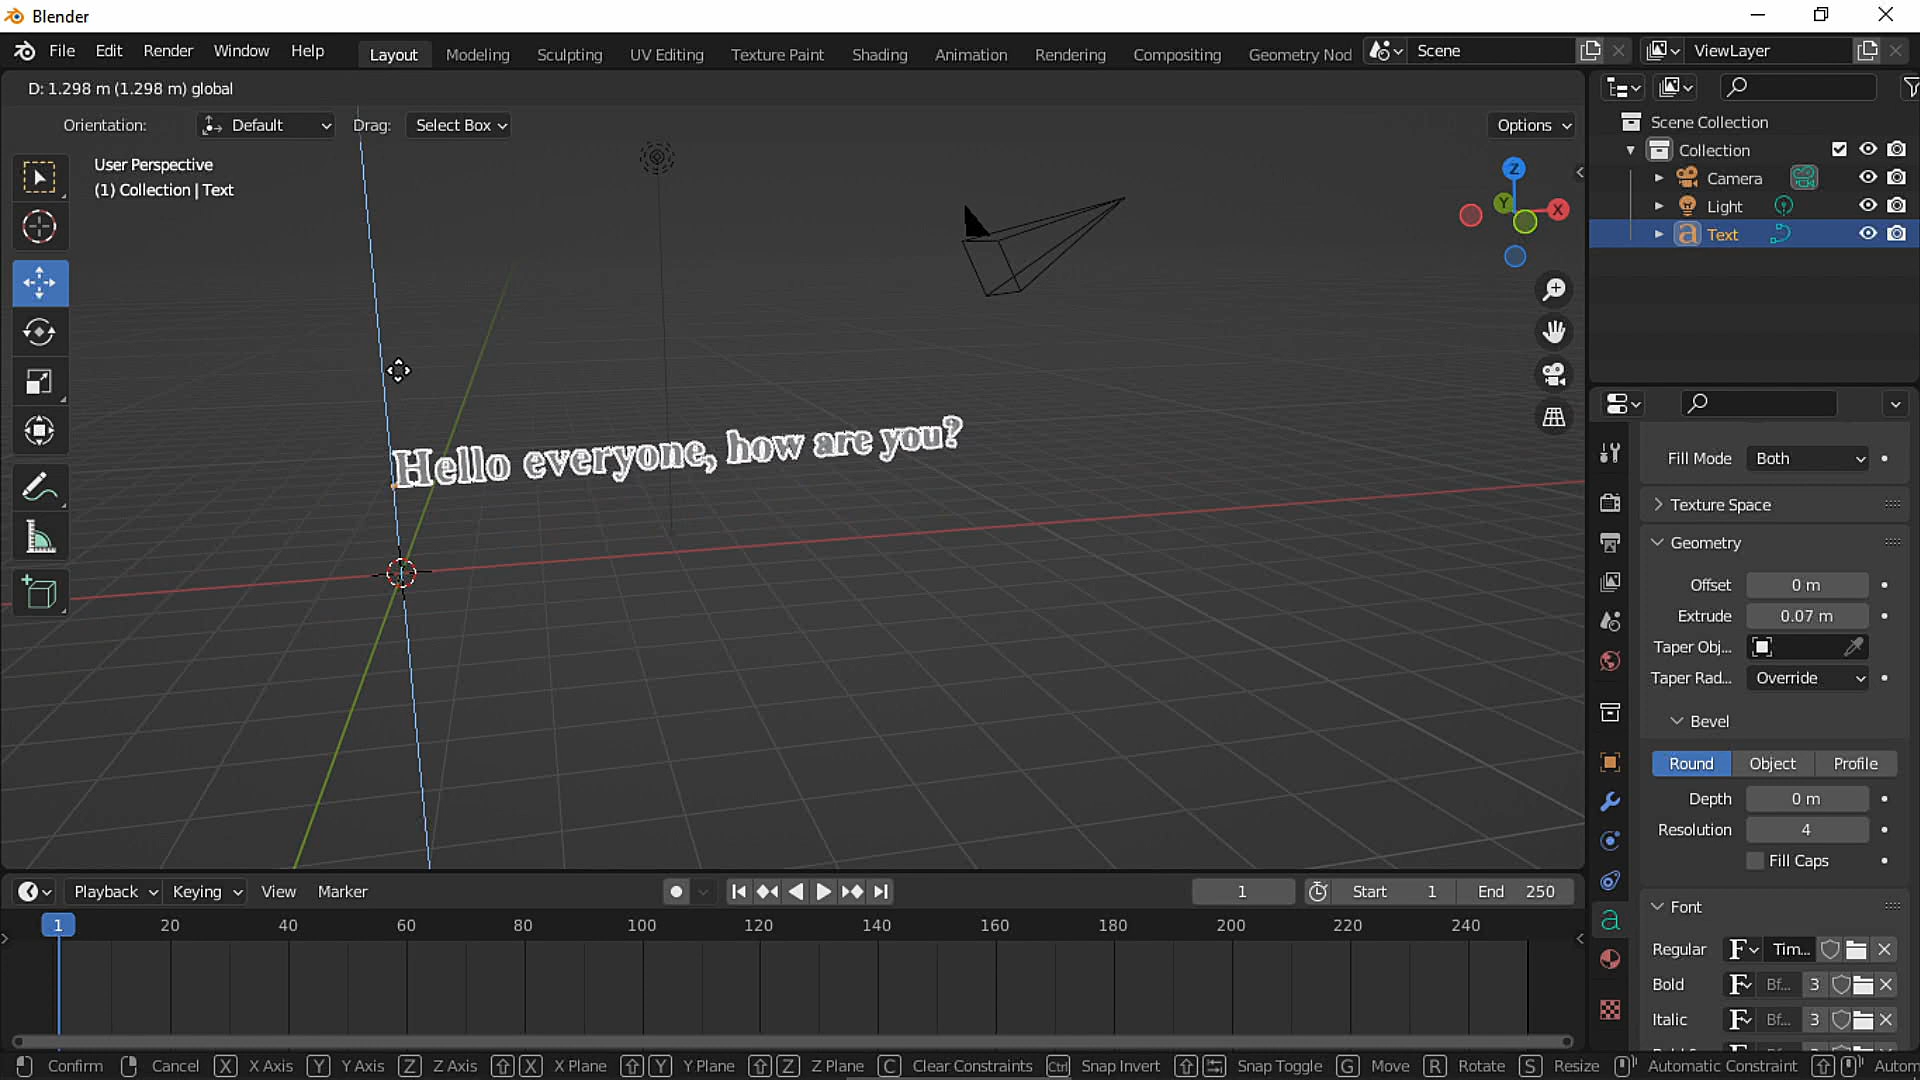 Blender
File Edit Render Window Help Layout Modeling Sculpting UV Editing Texture Paint Shading Animation Rendering Compositing Geometry Nod Scene ViewLayer
D: 1.298 m (1.298 m) global
Orientation: Default Drag: Select Box Options
User Perspective
(1) Collection | Text
Z
Y
X
Hello everyone, how are you?
Scene Collection
Collection
Camera
Light
a Text
Fill Mode Both
Texture Space
Geometry
Offset 0 m
Extrude 0.07 m
Taper Obj...
Taper Rad... Override
Bevel
Round Object Profile
Depth 0 m
Resolution 4
Fill Caps
a Font
Regular F Tim...
Bold F Bf... 3
Italic F Bf... 3
Playback Keying View Marker 1 Start 1 End 250
1 20 40 60 80 100 120 140 160 180 200 220 240
Confirm Cancel X X Axis Y Y Axis Z Z Axis X X Plane Y Y Plane Z Z Plane C Clear Constraints Ctrl Snap Invert Snap Toggle G Move R Rotate S Resize Automatic Constraint Autom